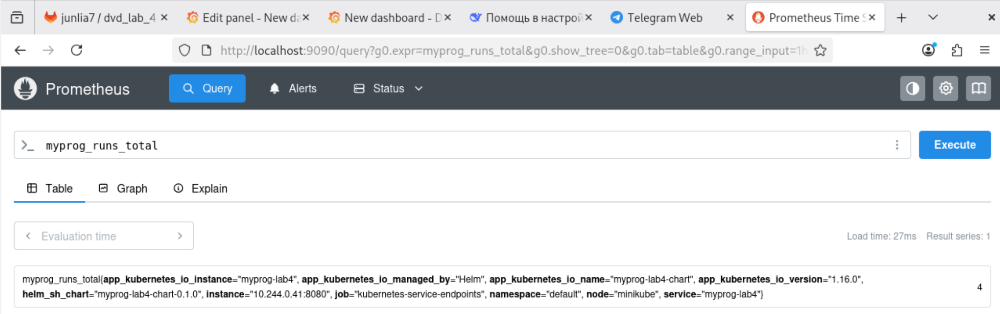 junlia7 / dvd_lab_4
Edit panel - New da
New dashboard - D
Помощь в настрой
Telegram Web
Prometheus Time S
http://localhost:9090/query?g0.expr=myprog_runs_total&g0.show_tree=0&g0.tab=table&g0.range_input=1h
Prometheus
Query
Alerts
Status
>_ myprog_runs_total
Execute
Table
Graph
Explain
Evaluation time
Load time: 27ms Result series: 1
myprog_runs_total{app_kubernetes_io_instance="myprog-lab4", app_kubernetes_io_managed_by="Helm", app_kubernetes_io_name="myprog-lab4-chart", app_kubernetes_io_version="1.16.0",
helm_sh_chart="myprog-lab4-chart-0.1.0", instance="10.244.0.41:8080", job="kubernetes-service-endpoints", namespace="default", node="minikube", service="myprog-lab4"}
4